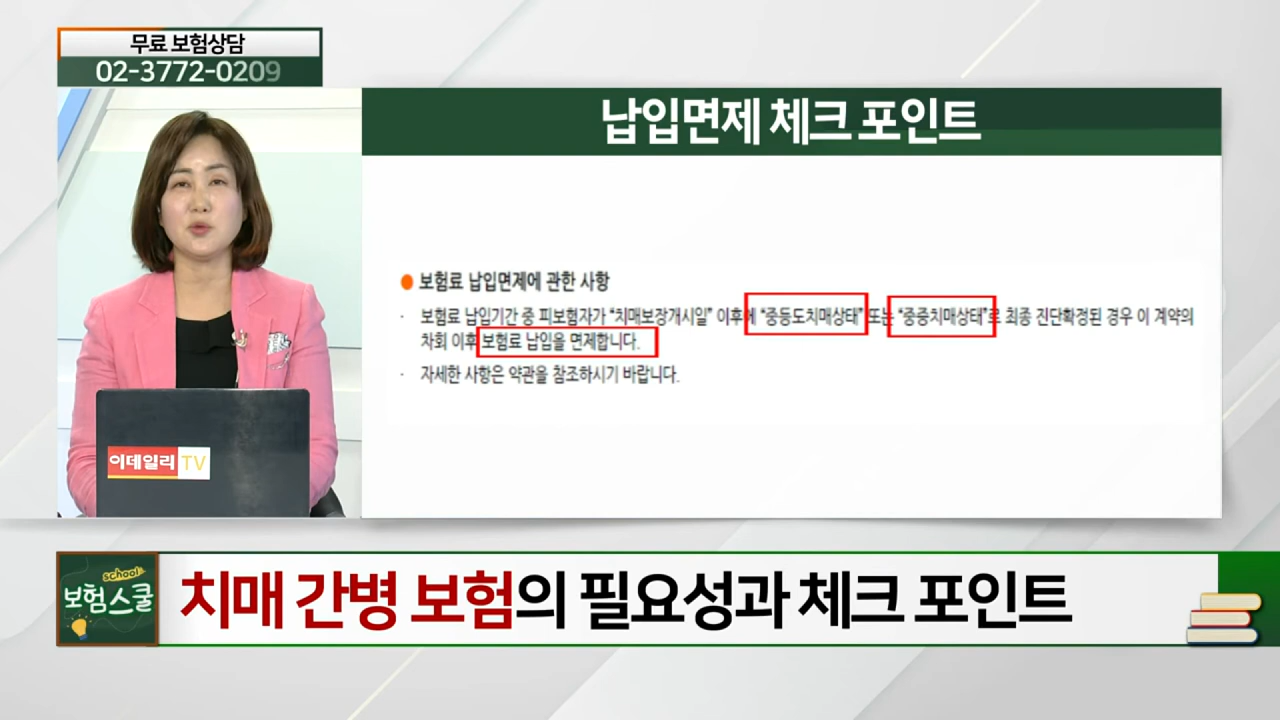 무료 보험상담
02-3772-0209
납입면제 체크 포인트
● 보험료 납입면제에 관한 사항
· 보험료 납입기간 중 피보험자가 “치매보장개시일” 이후에 “중등도치매상태” 또는 “중증치매상태”로 최종 진단확정된 경우 이 계약의
차회 이후 보험료 납입을 면제합니다.
· 자세한 사항은 약관을 참조하시기 바랍니다.
이데일리 TV
school
보험스쿨
치매 간병 보험의 필요성과 체크 포인트